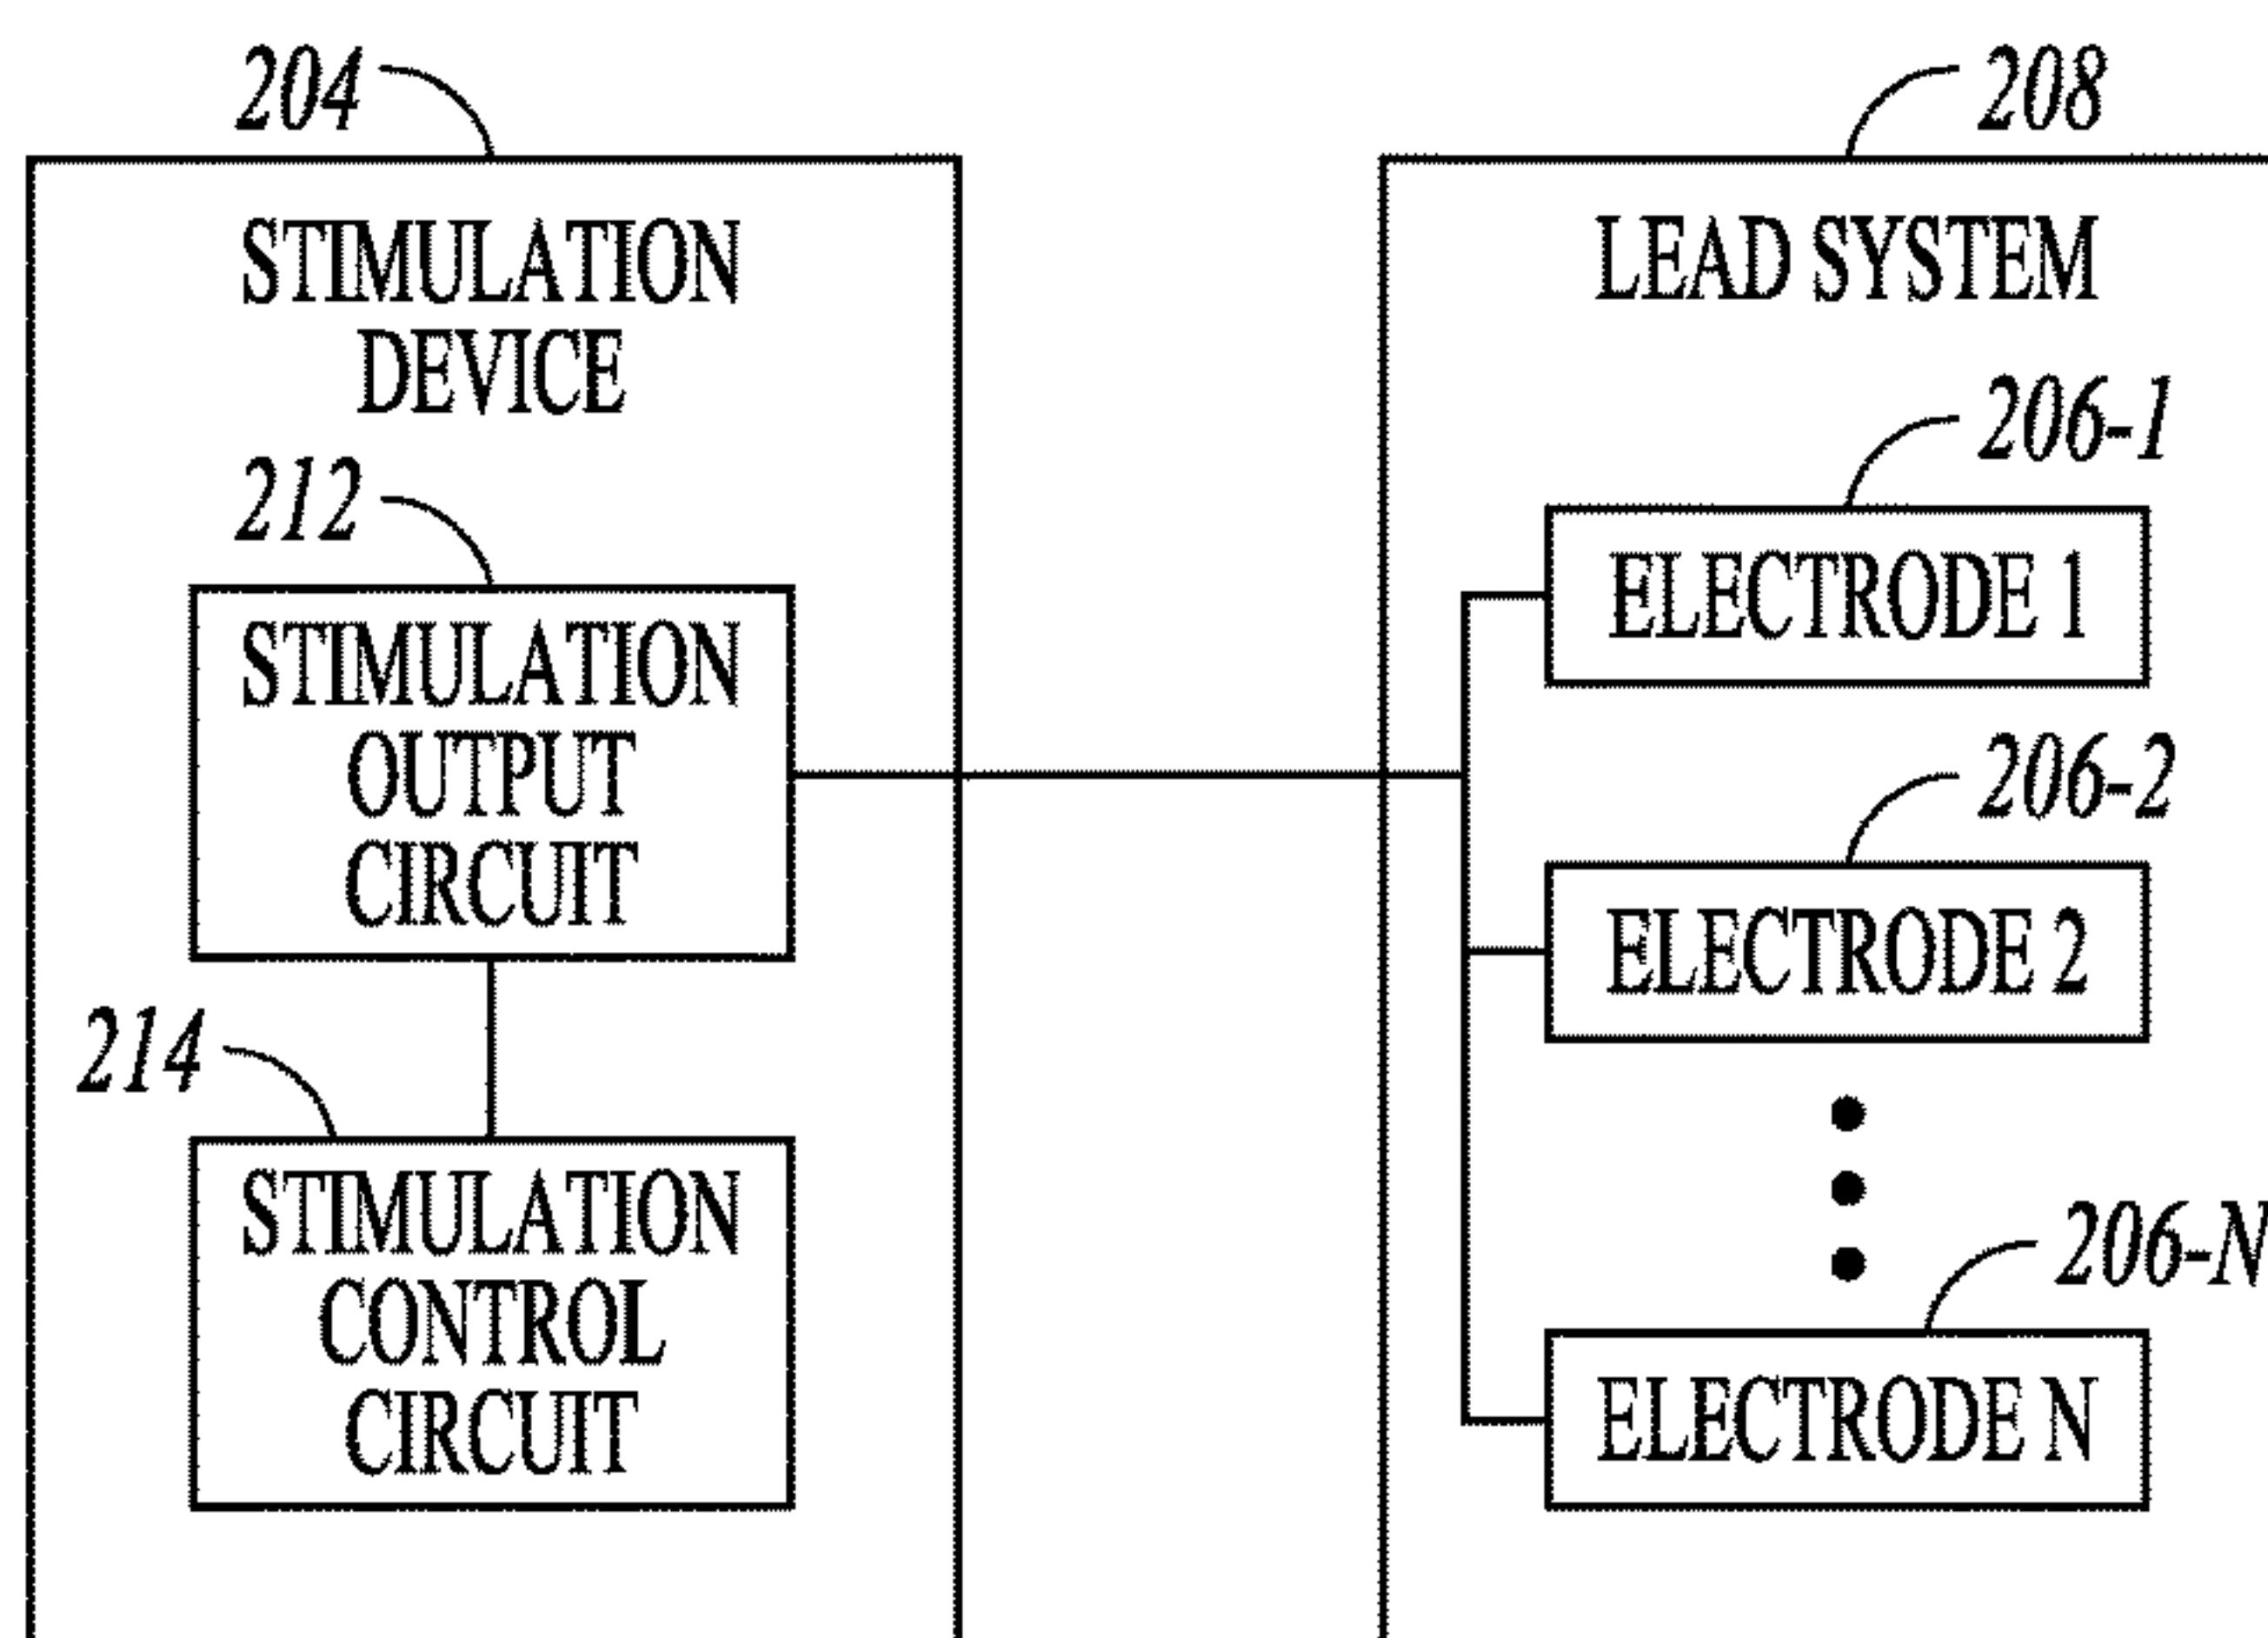 204
STIMULATION
DEVICE
212
STIMULATION
OUTPUT
CIRCUIT
214
STIMULATION
CONTROL
CIRCUIT
208
LEAD SYSTEM
206-1
ELECTRODE 1
206-2
ELECTRODE 2
206-N
ELECTRODE N